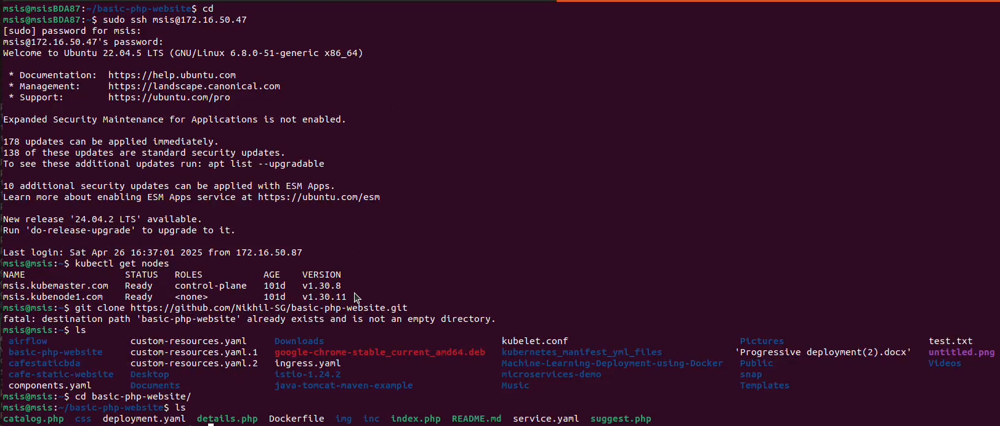 msis@msisBDA87:~/basic-php-website$ cd
msis@msisBDA87:~$ sudo ssh msis@172.16.50.47
[sudo] password for msis:
msis@172.16.50.47's password:
Welcome to Ubuntu 22.04.5 LTS (GNU/Linux 6.8.0-51-generic x86_64)
* Documentation:  https://help.ubuntu.com
* Management:     https://landscape.canonical.com
* Support:        https://ubuntu.com/pro
Expanded Security Maintenance for Applications is not enabled.
178 updates can be applied immediately.
138 of these updates are standard security updates.
To see these additional updates run: apt list --upgradable
10 additional security updates can be applied with ESM Apps.
Learn more about enabling ESM Apps service at https://ubuntu.com/esm
New release '24.04.2 LTS' available.
Run 'do-release-upgrade' to upgrade to it.
Last login: Sat Apr 26 16:37:01 2025 from 172.16.50.87
msis@msis:~$ kubectl get nodes
NAME                  STATUS   ROLES           AGE    VERSION
msis.kubemaster.com   Ready    control-plane   101d   v1.30.8
msis.kubenode1.com    Ready    <none>          101d   v1.30.11
msis@msis:~$ git clone https://github.com/Nikhil-SG/basic-php-website.git
fatal: destination path 'basic-php-website' already exists and is not an empty directory.
msis@msis:~$ ls
airflow  custom-resources.yaml  Downloads  kubelet.conf  Pictures  test.txt
basic-php-website  custom-resources.yaml.1  google-chrome-stable_current_amd64.deb  kubernetes_manifest_yml_files  'Progressive deployment(2).docx'  untitled.png
cafestaticbda  custom-resources.yaml.2  ingress.yaml  Machine-Learning-Deployment-using-Docker  Public  Videos
cafe-static-website  Desktop  istio-1.24.2  microservices-demo  snap
components.yaml  Documents  java-tomcat-maven-example  Music  Templates
msis@msis:~$ cd basic-php-website/
msis@msis:~/basic-php-website$ ls
catalog.php  css  deployment.yaml  details.php  Dockerfile  img  inc  index.php  README.md  service.yaml  suggest.php